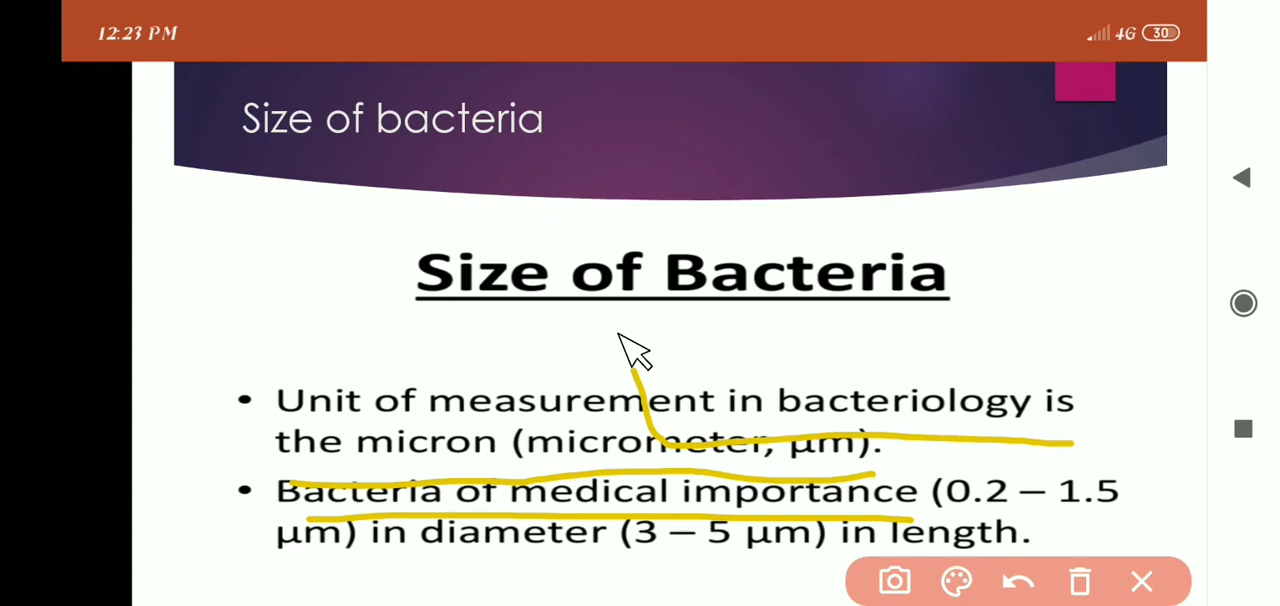 12:23 PM
4G 30
Size of bacteria
Size of Bacteria
• Unit of measurement in bacteriology is
the micron (micrometer, µm).
• Bacteria of medical importance (0.2 – 1.5
µm) in diameter (3 – 5 µm) in length.